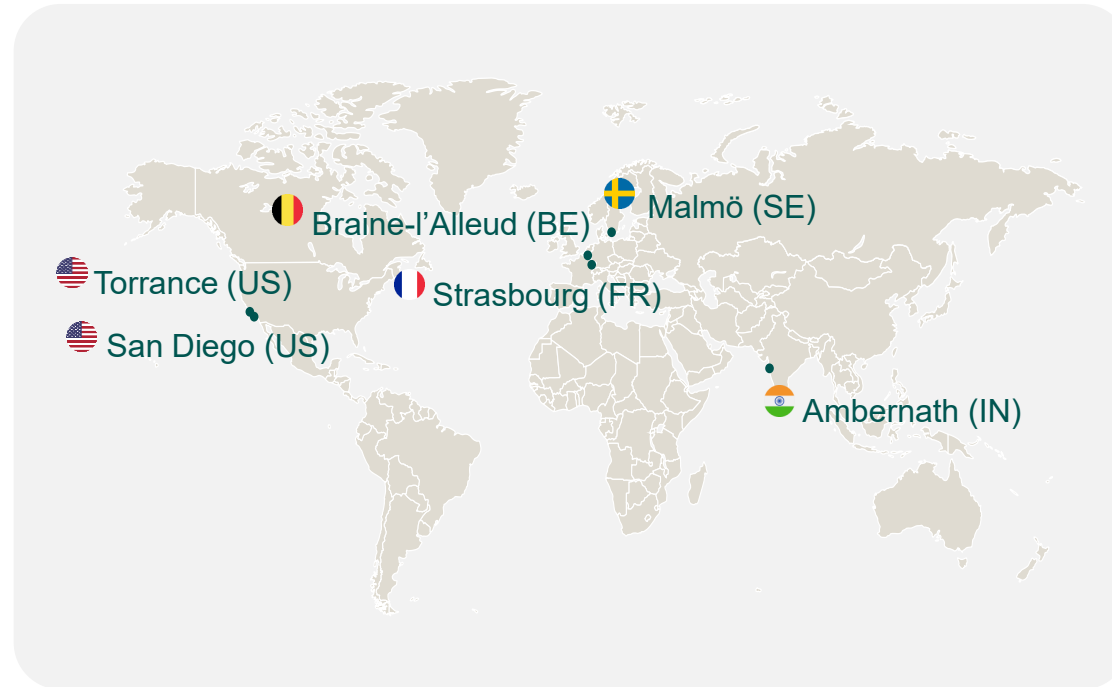 Malmö (SE)
Braine-l’Alleud (BE)
Torrance (US)
Strasbourg (FR)
San Diego (US)
Ambernath (IN)